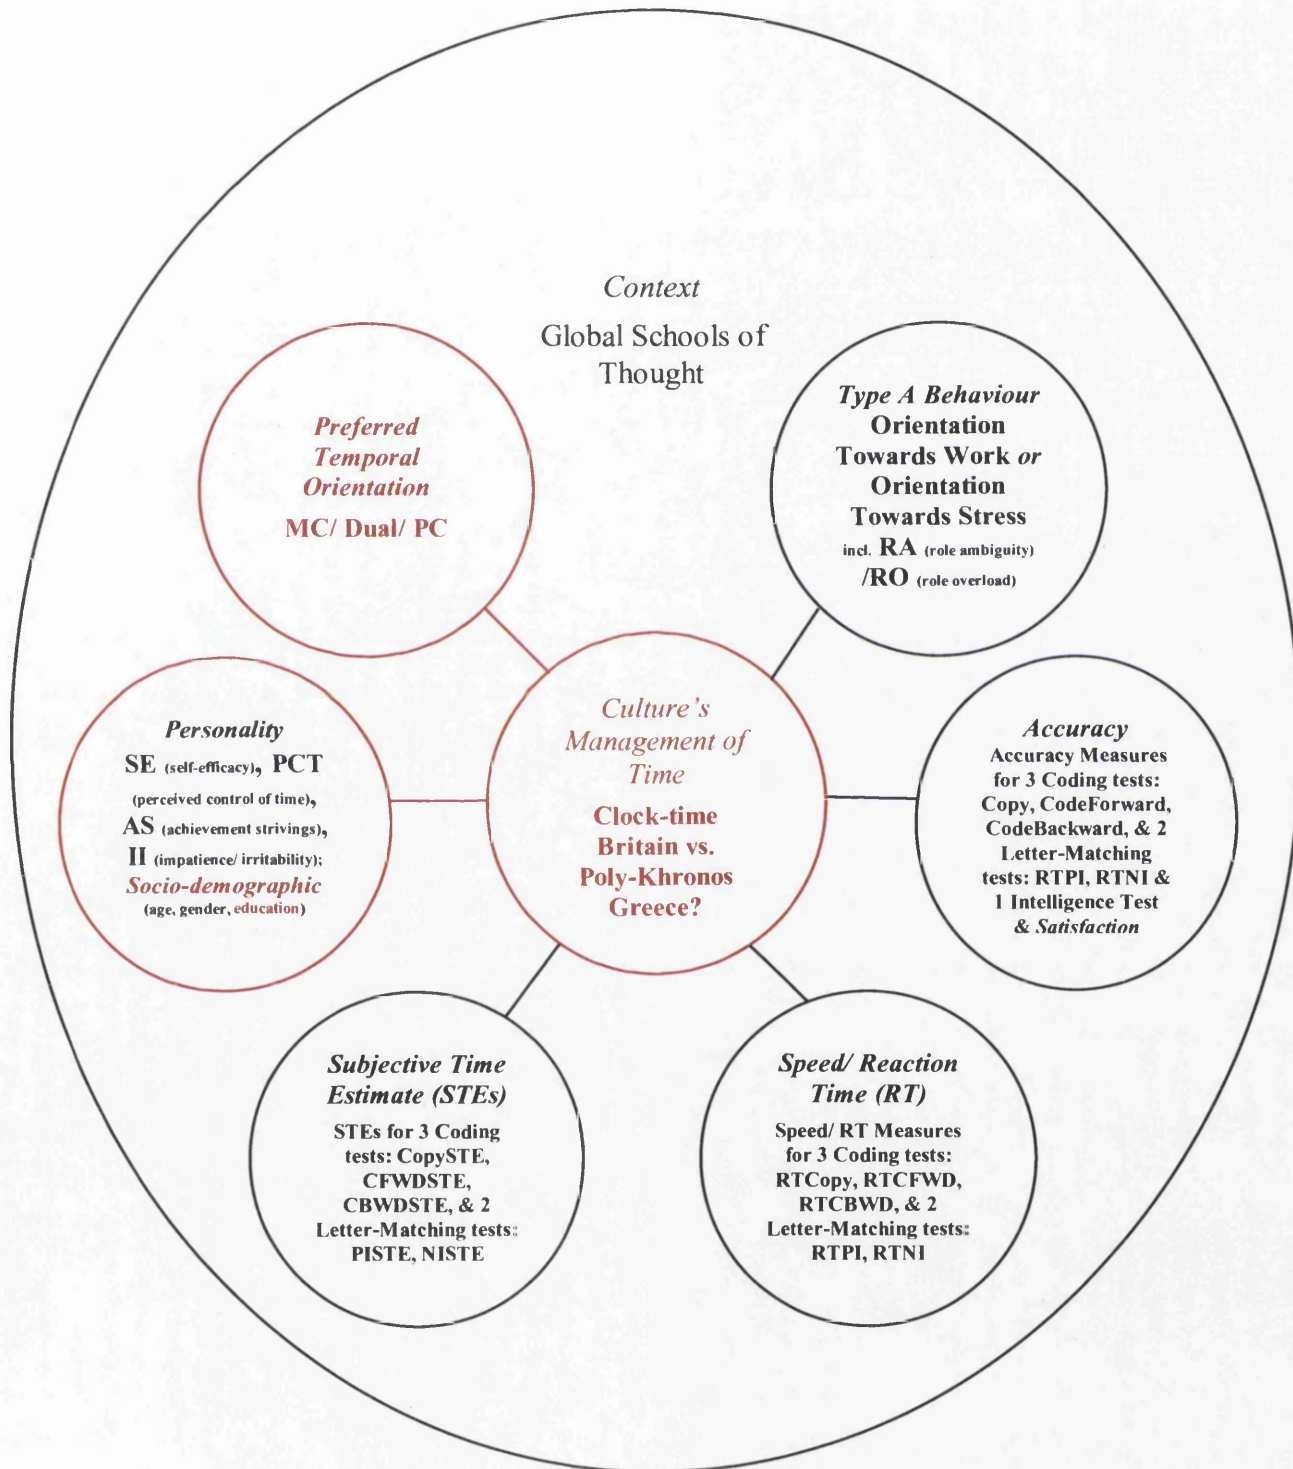 Context
Global Schools of
Thought
Preferred
Temporal
Orientation
MC/ Dual/ PC
Type A Behaviour
Orientation
Towards Work or
Orientation
Towards Stress
incl. RA (role ambiguity)
/RO (role overload)
Personality
SE (self-efficacy), PCT
(perceived control of time),
AS (achievement strivings),
II (impatience/ irritability);
Socio-demographic
(age, gender, education)
Culture's
Management of
Time
Clock-time
Britain vs.
Poly-Khronos
Greece?
Accuracy
Accuracy Measures
for 3 Coding tests:
Copy, CodeForward,
CodeBackward, & 2
Letter-Matching
tests: RTPI, RTNI &
1 Intelligence Test
& Satisfaction
Subjective Time
Estimate (STEs)
STEs for 3 Coding
tests: CopySTE,
CFWDSTE,
CBWDSTE, & 2
Letter-Matching tests:
PISTE, NISTE
Speed/ Reaction
Time (RT)
Speed/ RT Measures
for 3 Coding tests:
RTCopy, RTCFWD,
RTCBWD, & 2
Letter-Matching tests:
RTPI, RTNI